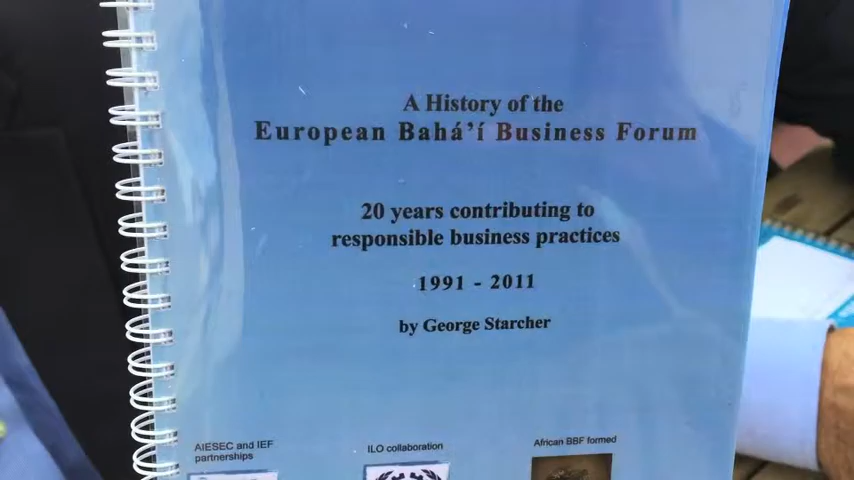 A History of the
European Bahá'í Business Forum
20 years contributing to
responsible business practices
1991 - 2011
by George Starcher
AIESEC and IEF
partnerships
ILO collaboration
African BBF formed